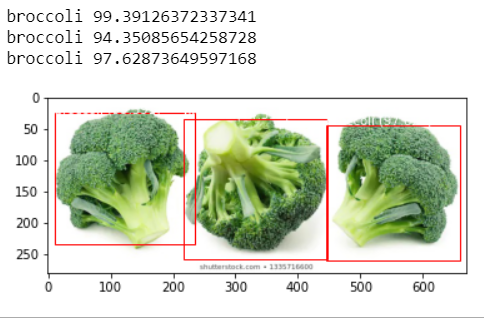 broccoli 99.39126372337341
broccoli 94.35085654258728
broccoli 97.62873649597168
0
50
100
150
200
250
0 100 200 300 400 500 600
shutterstock.com • 1335716600